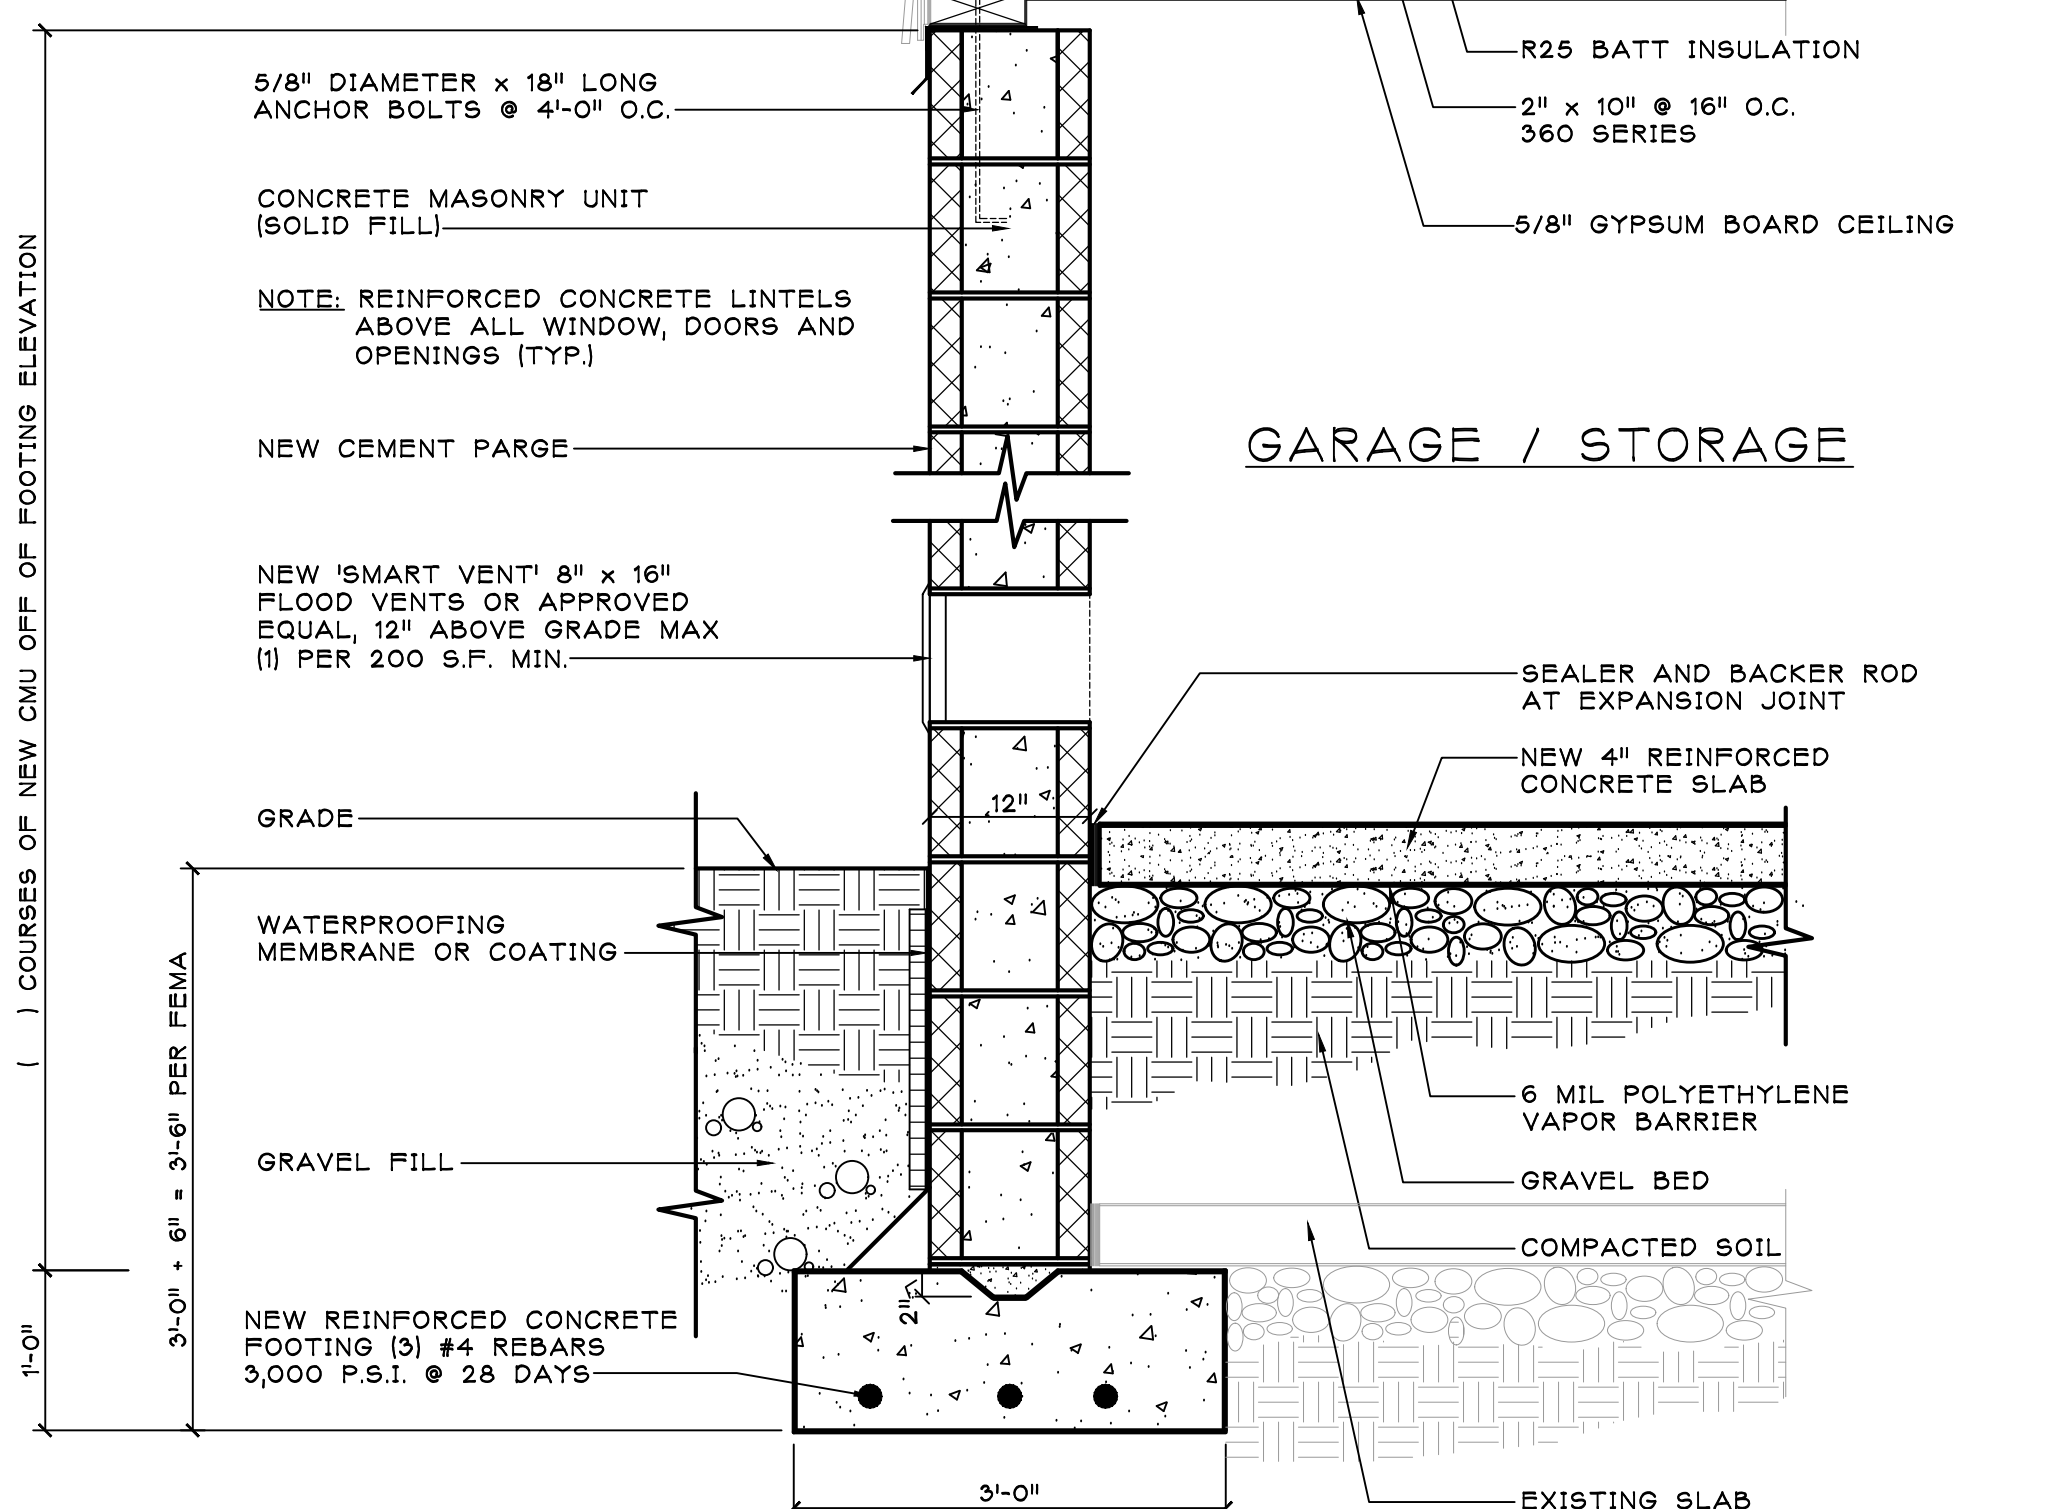 5/8" DIAMETER x 18" LONG
ANCHOR BOLTS @ 4'-0" O.C.
CONCRETE MASONRY UNIT
(SOLID FILL)
NOTE: REINFORCED CONCRETE LINTELS
ABOVE ALL WINDOW, DOORS AND
OPENINGS (TYP.)
NEW CEMENT PARGE
NEW 'SMART VENT' 8" x 16"
FLOOD VENTS OR APPROVED
EQUAL, 12" ABOVE GRADE MAX
(1) PER 200 S.F. MIN.
GRADE
WATERPROOFING
MEMBRANE OR COATING
GRAVEL FILL
NEW REINFORCED CONCRETE
FOOTING (3) #4 REBARS
3,000 P.S.I. @ 28 DAYS
( ) COURSES OF NEW CMU OFF OF FOOTING ELEVATION
1'-0"
3'-0" + 6" = 3'-6" PER FEMA
12"
2"
3'-0"
R25 BATT INSULATION
2" x 10" @ 16" O.C.
360 SERIES
5/8" GYPSUM BOARD CEILING
GARAGE / STORAGE
SEALER AND BACKER ROD
AT EXPANSION JOINT
NEW 4" REINFORCED
CONCRETE SLAB
6 MIL POLYETHYLENE
VAPOR BARRIER
GRAVEL BED
COMPACTED SOIL
EXISTING SLAB